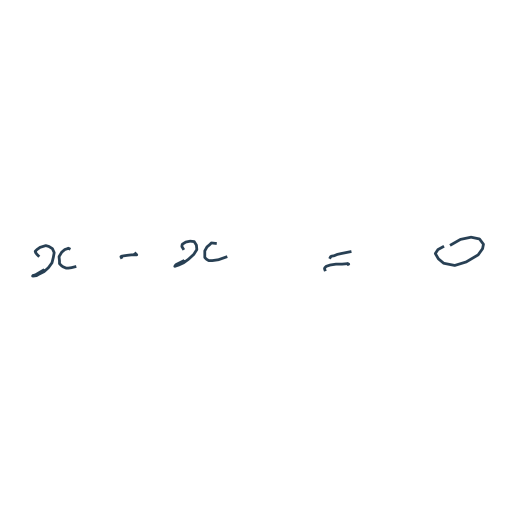 x - x = 0